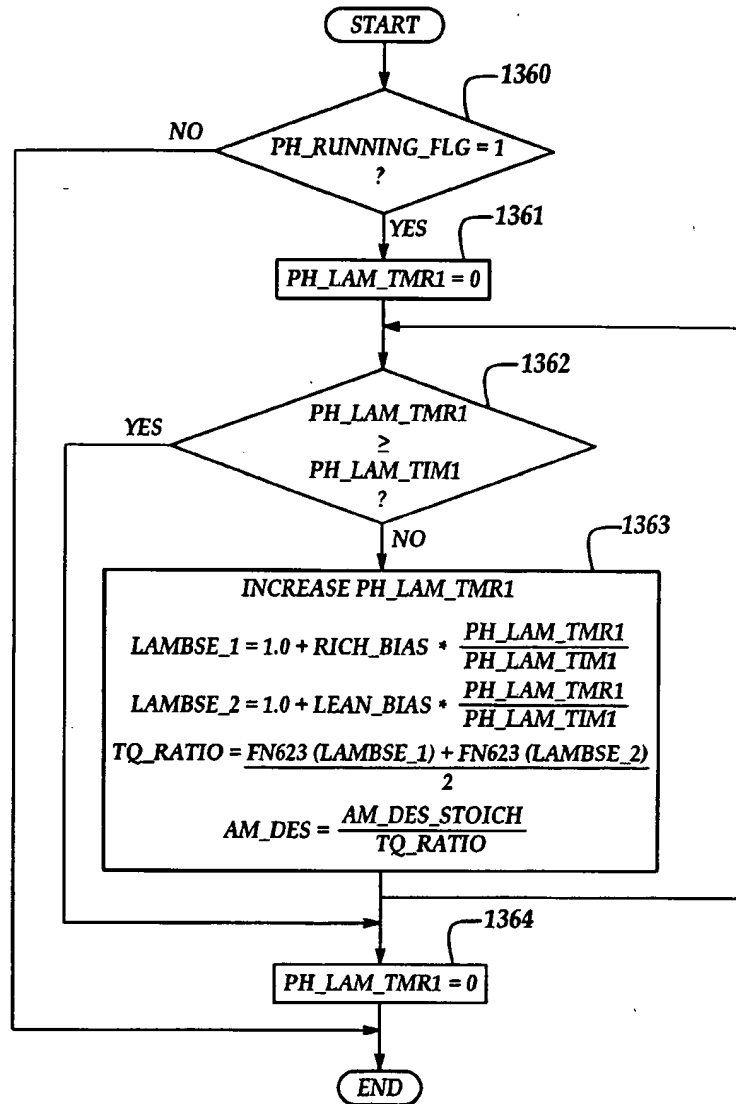 START
1360
NO
PH_RUNNING_FLG = 1
?
YES
1361
PH_LAM_TMR1 = 0
1362
YES
PH_LAM_TMR1
≥
PH_LAM_TIM1
?
NO
1363
INCREASE PH_LAM_TMR1
LAMBSE_1 = 1.0 + RICH_BIAS * PH_LAM_TMR1
PH_LAM_TIM1
LAMBSE_2 = 1.0 + LEAN_BIAS * PH_LAM_TMR1
PH_LAM_TIM1
TQ_RATIO = FN623 (LAMBSE_1) + FN623 (LAMBSE_2)
2
AM_DES = AM_DES_STOICH
TQ_RATIO
1364
PH_LAM_TMR1 = 0
END